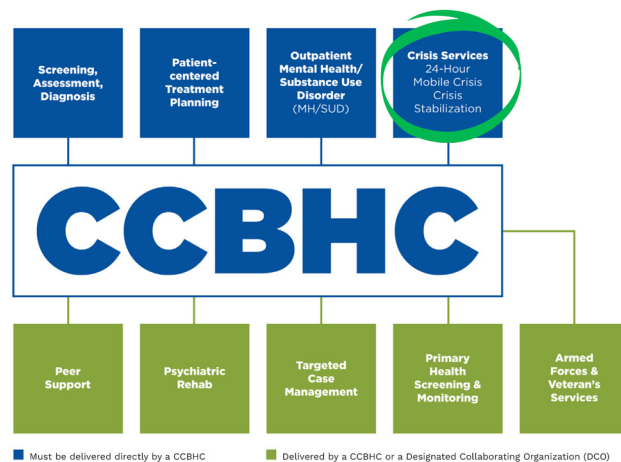 Screening,
Assessment,
Diagnosis
Patient-
centered
Treatment
Planning
Outpatient
Mental Health/
Substance Use
Disorder
(MH/SUD)
Crisis Services
24-Hour
Mobile Crisis
Crisis
Stabilization
CCBHC
Peer
Support
Psychiatric
Rehab
Targeted
Case
Management
Primary
Health
Screening &
Monitoring
Armed
Forces &
Veteran's
Services
Must be delivered directly by a CCBHC
Delivered by a CCBHC or a Designated Collaborating Organization (DCO)